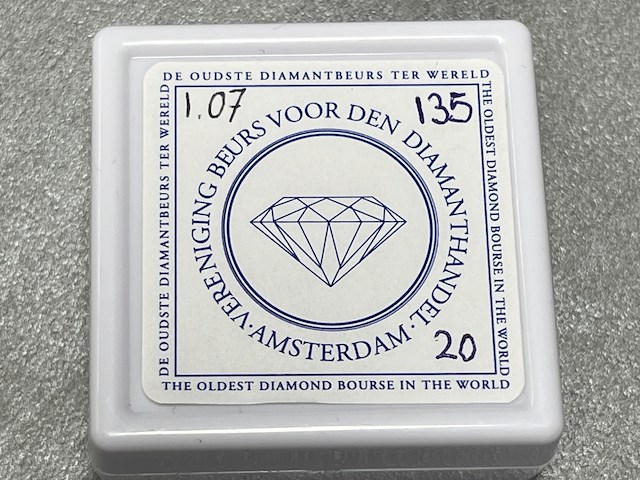 DE OUDSTE DIAMANTBEURS TER WERELD
THE OLDEST DIAMOND BOURSE IN THE WORLD
DE OUDSTE DIAMANTBEURS TER WERELD
1.07
135
VERENIGING BEURS VOOR DEN DIAMANTHANDEL
· AMSTERDAM ·
20
THE OLDEST DIAMOND BOURSE IN THE WORLD